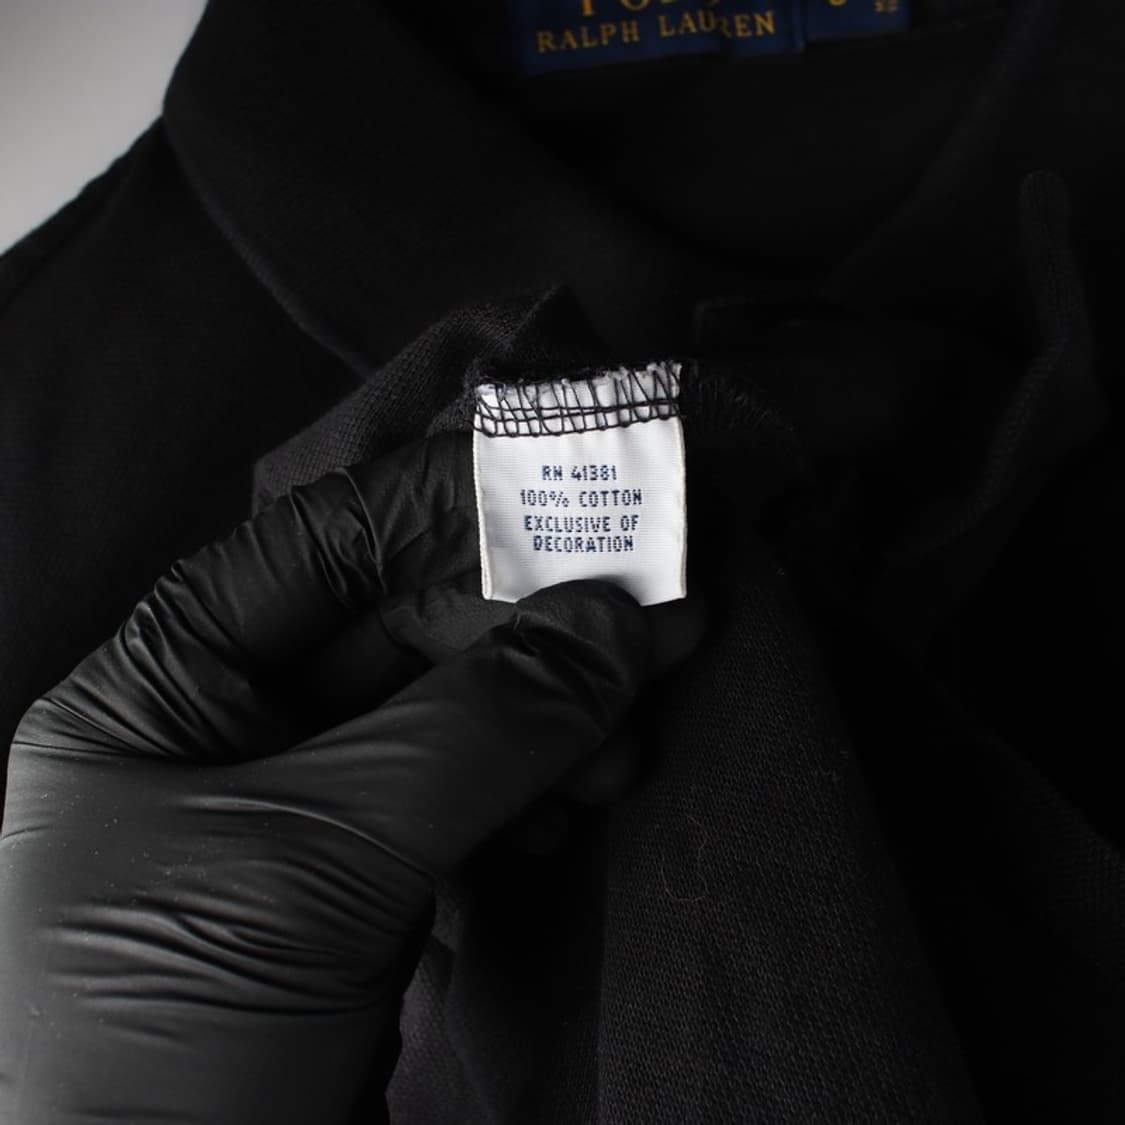 RALPH LAUREN
RN 41381
100% COTTON
EXCLUSIVE OF
DECORATION